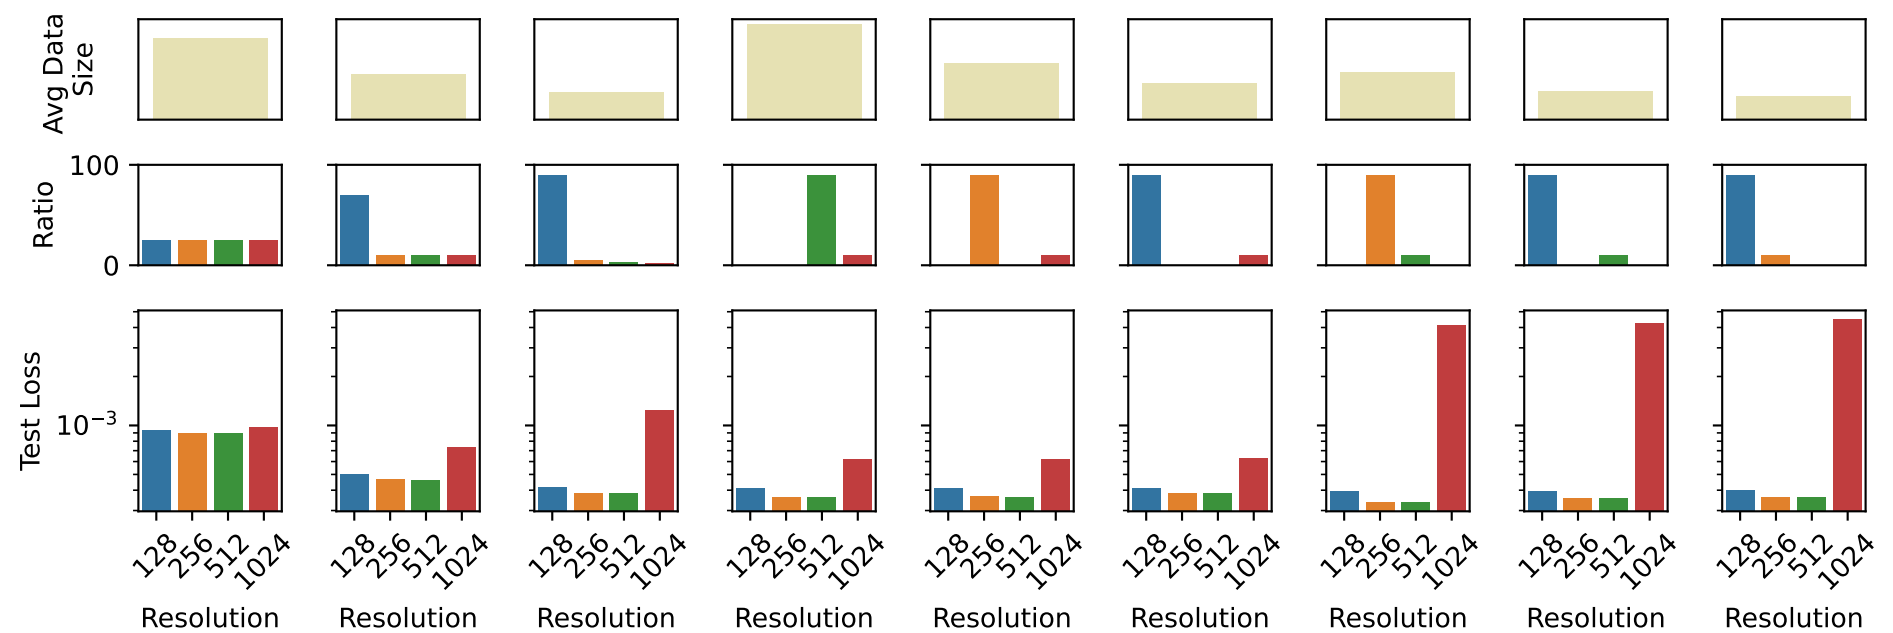 Avg Data
Size
Ratio
100
0
Test Loss
10⁻³
128 256 512 1024 128 256 512 1024 128 256 512 1024 128 256 512 1024 128 256 512 1024 128 256 512 1024 128 256 512 1024 128 256 512 1024 128 256 512 1024
Resolution Resolution Resolution Resolution Resolution Resolution Resolution Resolution Resolution